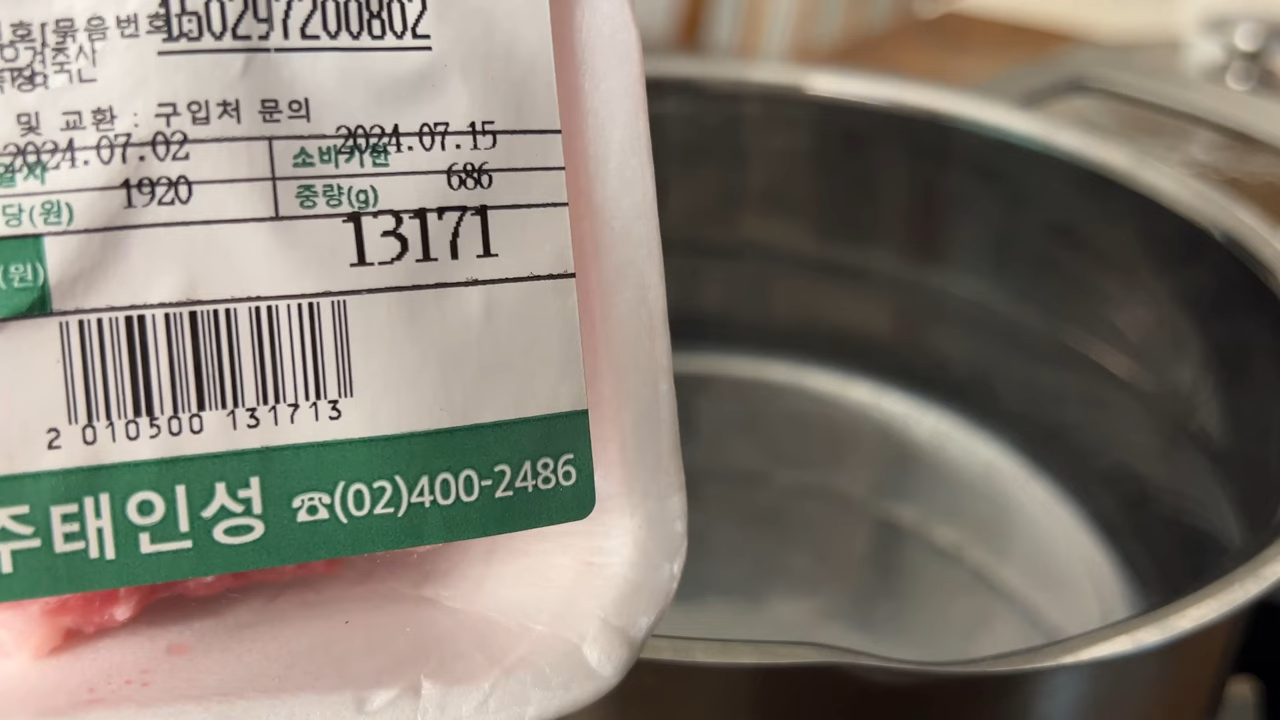 호[묶음번호 150297200802
및 교환 : 구입처 문의
2024.07.02 소비기한 2024.07.15
당(원) 1920 중량(g) 686
(원) 13171
2 010500 131713
주태인성 ☎(02)400-2486